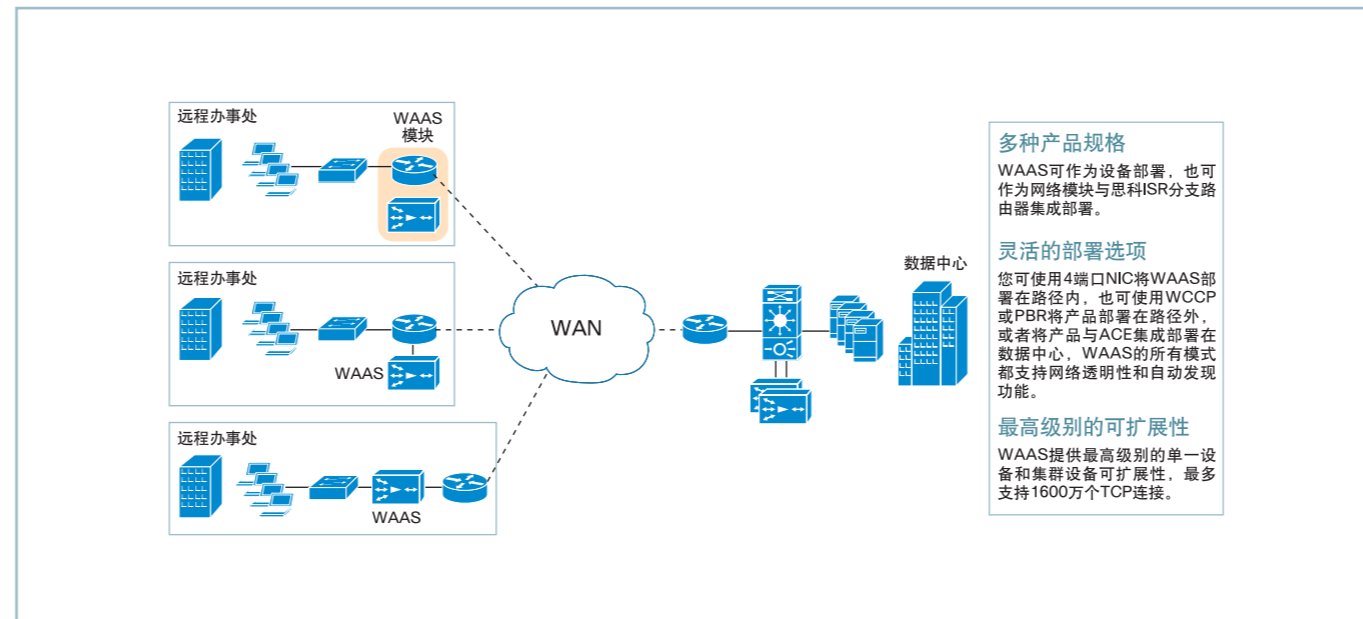 远程办事处
WAAS
模块
远程办事处
WAAS
远程办事处
WAAS
WAN
数据中心
多种产品规格
WAAS可作为设备部署，也可
作为网络模块与思科ISR分支路
由器集成部署。
灵活的部署选项
您可使用4端口NIC将WAAS部
署在路径内，也可使用WCCP
或PBR将产品部署在路径外，
或者将产品与ACE集成部署在
数据中心，WAAS的所有模式
都支持网络透明性和自动发现
功能。
最高级别的可扩展性
WAAS提供最高级别的单一设
备和集群设备可扩展性，最多
支持1600万个TCP连接。